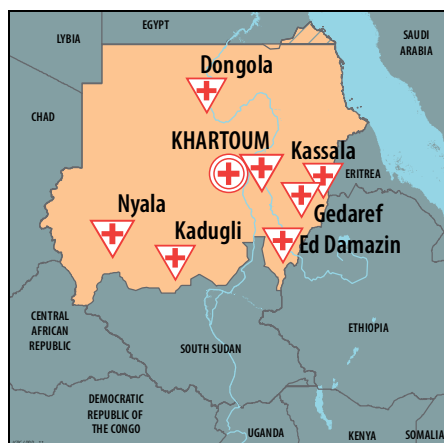 EGYPT
LYBIA
SAUDI
ARABIA
Dongola
CHAD
KHARTOUM
Kassala
ERITREA
Nyala
Gedaref
Kadugli
Ed Damazin
CENTRAL
AFRICAN
REPUBLIC
ETHIOPIA
SOUTH SUDAN
DEMOCRATIC
REPUBLIC OF
THE CONGO
UGANDA
KENYA
SOMALIA